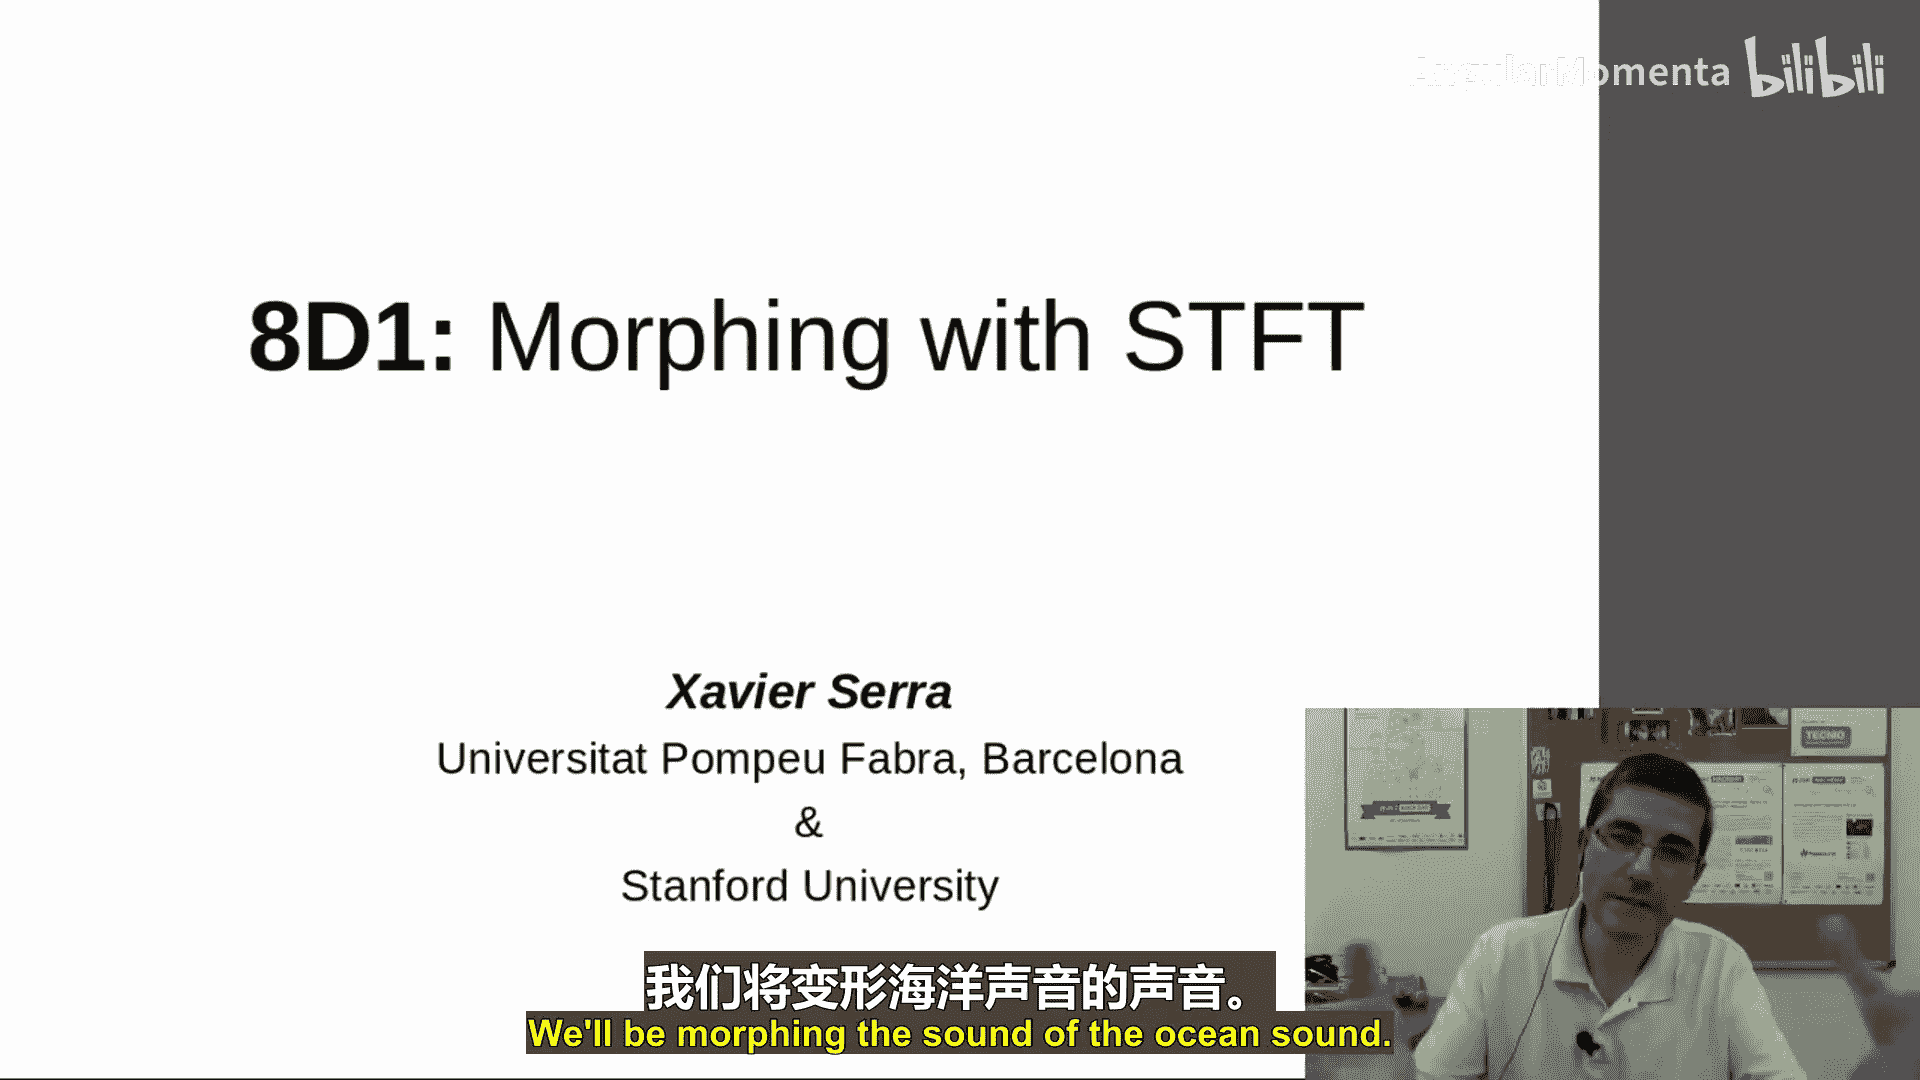 bilibili
8D1: Morphing with STFT
Xavier Serra
Universitat Pompeu Fabra, Barcelona
&
Stanford University
TECNIO
我们将变形海洋声音的声音。
We'll be morphing the sound of the ocean sound.